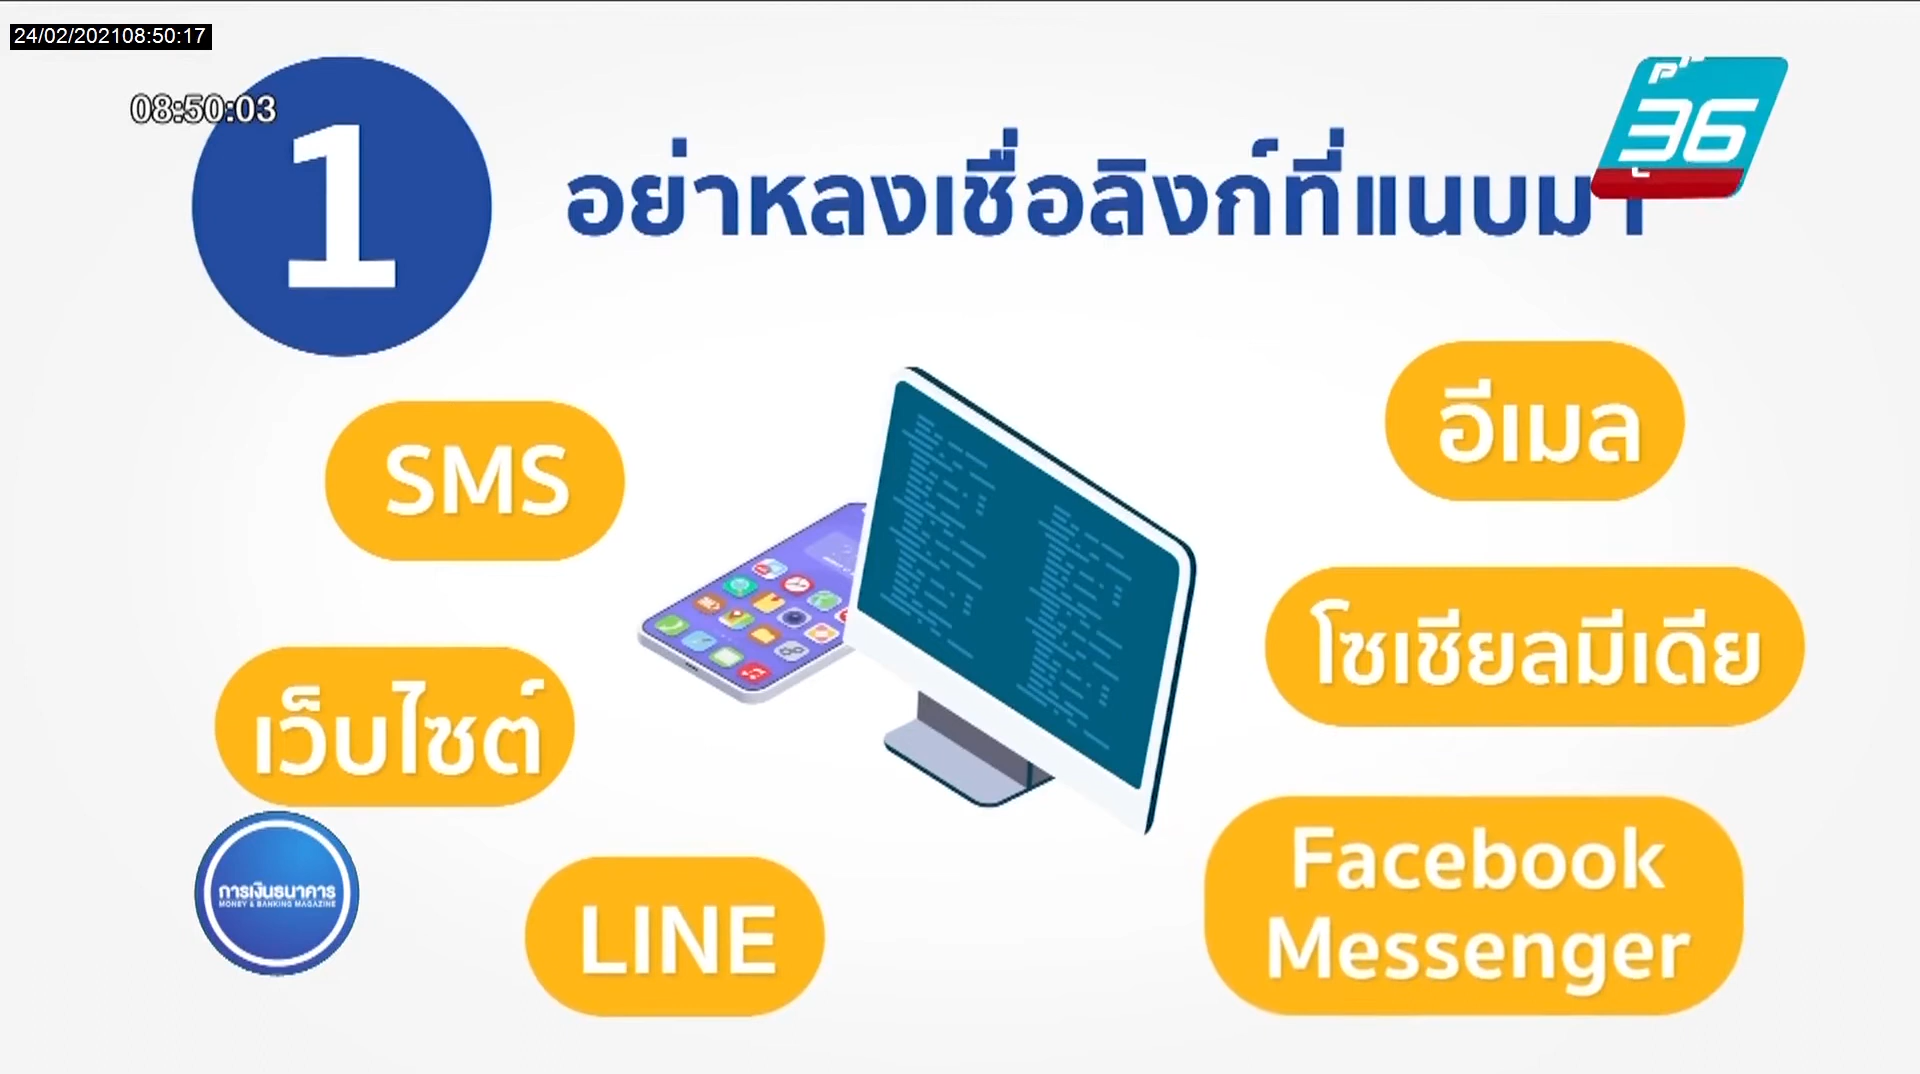 24/02/202108:50:17
08:50:03
1
อย่าหลงเชื่อลิงก์ที่แนบมา
36
SMS
อีเมล
โซเชียลมีเดีย
เว็บไซต์
การเงินธนาคาร
MONEY & BANKING MAGAZINE
LINE
Facebook
Messenger